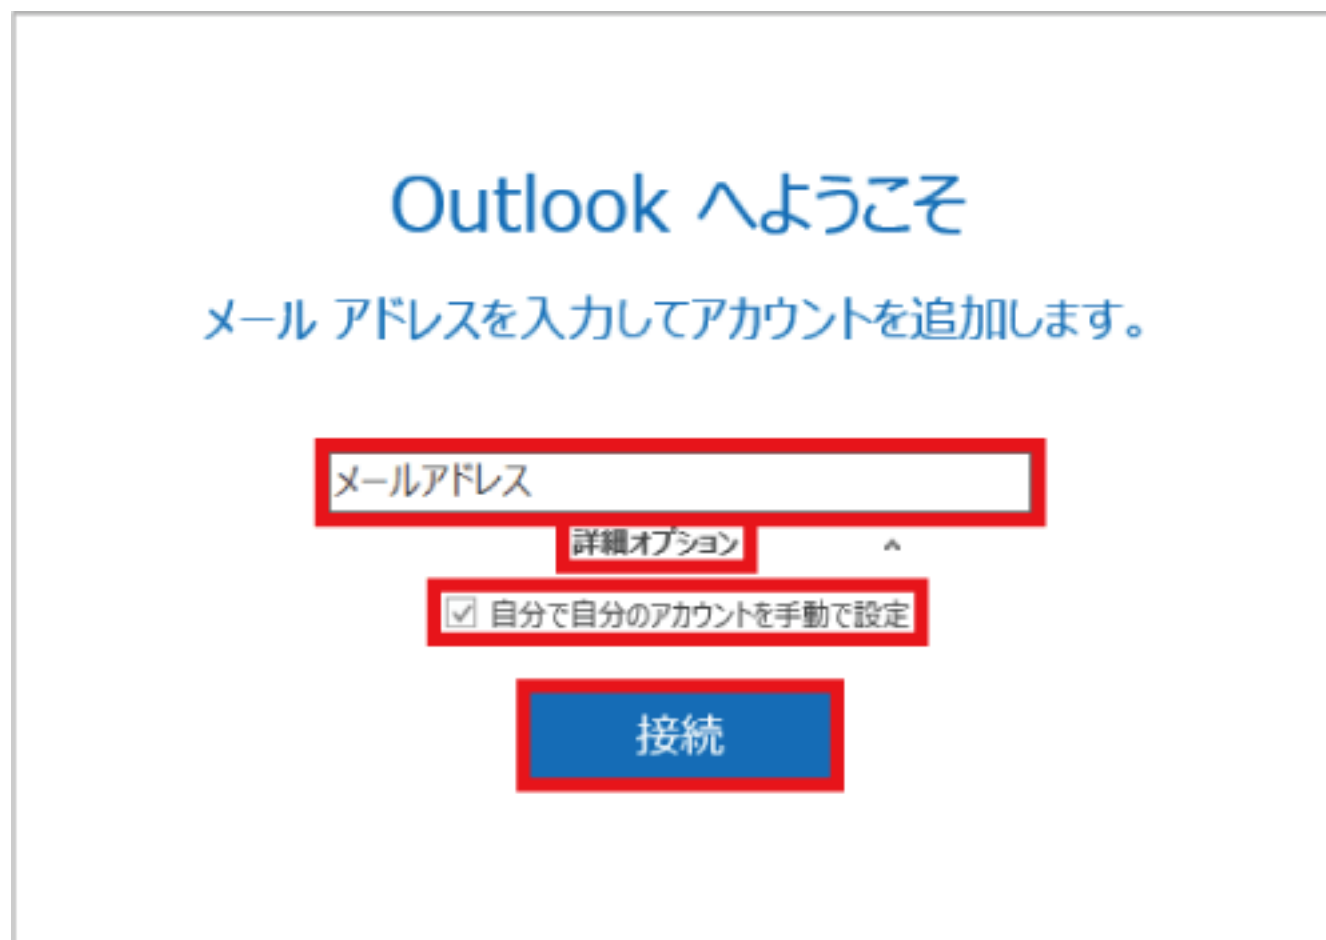 Outlook へようこそ
メール アドレスを入力してアカウントを追加します。
メールアドレス
詳細オプション
自分で自分のアカウントを手動で設定
接続